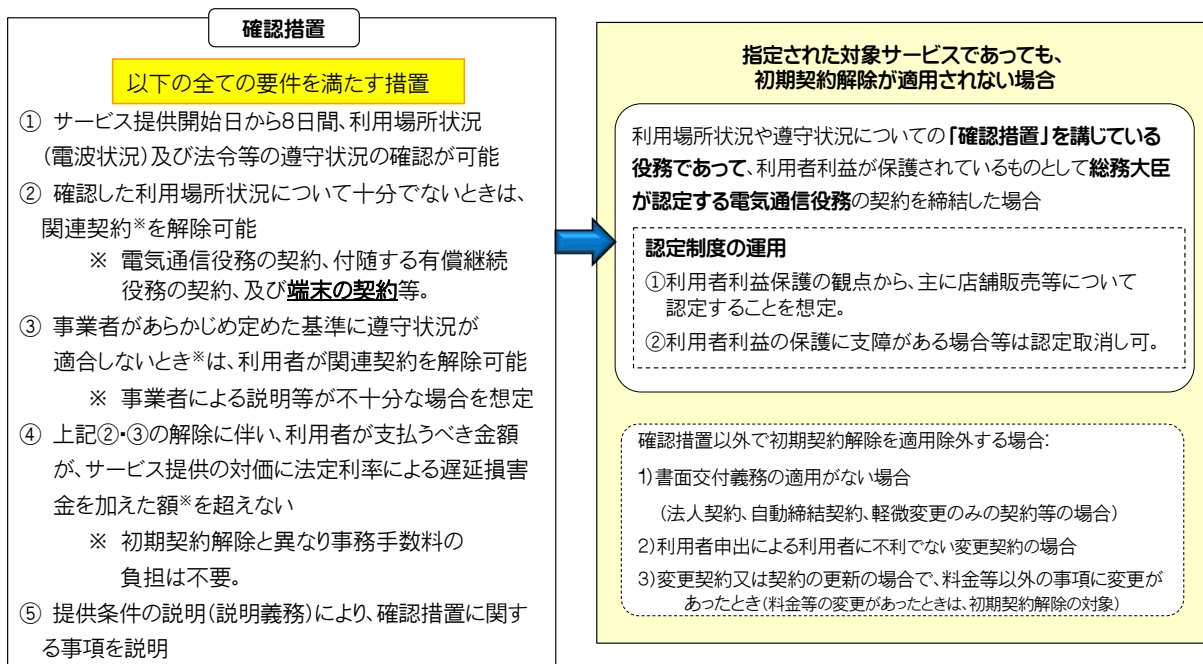 確認措置
以下の全ての要件を満たす措置
① サービス提供開始日から8日間、利用場所状況
(電波状況)及び法令等の遵守状況の確認が可能
② 確認した利用場所状況について十分でないときは、
関連契約※を解除可能
※ 電気通信役務の契約、付随する有償継続
役務の契約、及び端末の契約等。
③ 事業者があらかじめ定めた基準に遵守状況が
適合しないとき※は、利用者が関連契約を解除可能
※ 事業者による説明等が不十分な場合を想定
④ 上記②・③の解除に伴い、利用者が支払うべき金額
が、サービス提供の対価に法定利率による遅延損害
金を加えた額※を超えない
※ 初期契約解除と異なり事務手数料の
負担は不要。
⑤ 提供条件の説明(説明義務)により、確認措置に関す
る事項を説明
指定された対象サービスであっても、
初期契約解除が適用されない場合
利用場所状況や遵守状況についての「確認措置」を講じている
役務であって、利用者利益が保護されているものとして総務大臣
が認定する電気通信役務の契約を締結した場合
認定制度の運用
①利用者利益保護の観点から、主に店舗販売等について
認定することを想定。
②利用者利益の保護に支障がある場合等は認定取消し可。
確認措置以外で初期契約解除を適用除外する場合:
1)書面交付義務の適用がない場合
(法人契約、自動締結契約、軽微変更のみの契約等の場合)
2)利用者申出による利用者に不利でない変更契約の場合
3)変更契約又は契約の更新の場合で、料金等以外の事項に変更が
あったとき(料金等の変更があったときは、初期契約解除の対象)